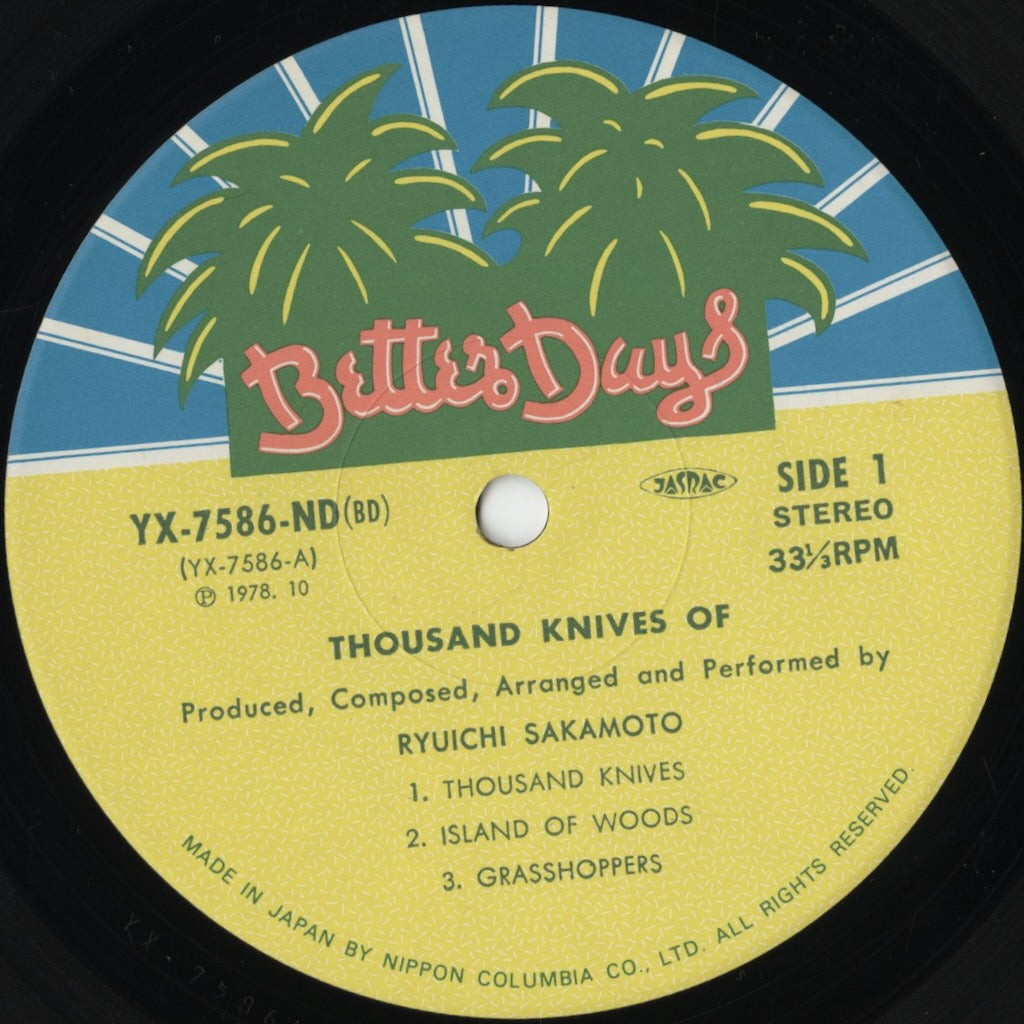 Better Days
YX-7586-ND(BD)
(YX-7586-A)
Ⓟ 1978. 10
JASRAC
SIDE 1
STEREO
33⅓RPM
THOUSAND KNIVES OF
Produced, Composed, Arranged and Performed by
RYUICHI SAKAMOTO
1. THOUSAND KNIVES
2. ISLAND OF WOODS
3. GRASSHOPPERS
MADE IN JAPAN BY NIPPON COLUMBIA CO., LTD. ALL RIGHTS RESERVED.
YX-7586